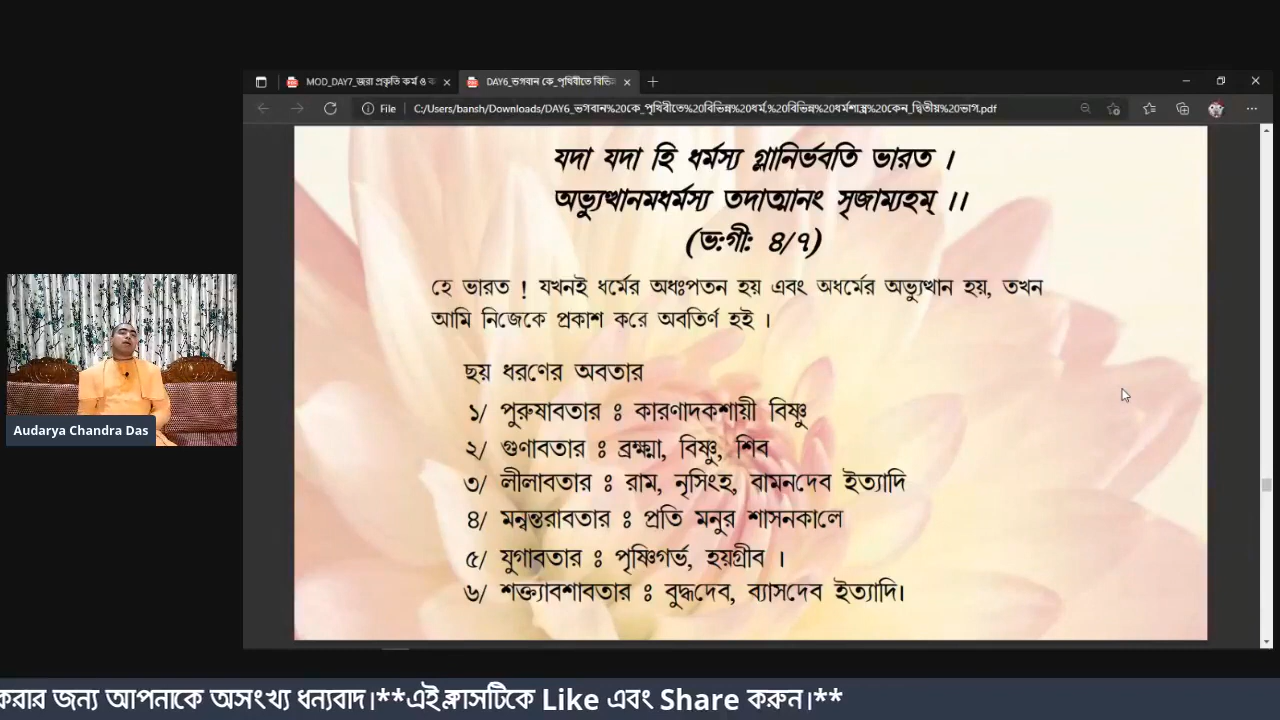 MOD_DAY7_জরা প্রকৃতি কর্ম ও ক
DAY6_ভগবান কে_পৃথিবীতে বিভি
File
C:/Users/bansh/Downloads/DAY6_ভগবান%20কে_পৃথিবীতে%20বিভিন্ন%20ধর্ম,%20বিভিন্ন%20ধর্মশাস্ত্র%20কেন_দ্বিতীয়%20ভাগ.pdf
যদা যদা হি ধর্মস্য গ্লানির্ভবতি ভারত ।
অভ্যুত্থানমধর্মস্য তদাত্মানং সৃজাম্যহম্ ।।
(ভ:গী: ৪/৭)
হে ভারত ! যখনই ধর্মের অধঃপতন হয় এবং অধর্মের অভ্যুত্থান হয়, তখন
আমি নিজেকে প্রকাশ করে অবতির্ণ হই ।
ছয় ধরণের অবতার
১/ পুরুষাবতার ঃ কারণাদকশায়ী বিষ্ণু
২/ গুণাবতার ঃ ব্রহ্মা, বিষ্ণু, শিব
৩/ লীলাবতার ঃ রাম, নৃসিংহ, বামনদেব ইত্যাদি
৪/ মন্বন্তরাবতার ঃ প্রতি মনুর শাসনকালে
৫/ যুগাবতার ঃ পৃষ্ণিগর্ভ, হয়গ্রীব ।
৬/ শক্ত্যাবশাবতার ঃ বুদ্ধদেব, ব্যাসদেব ইত্যাদি।
Audarya Chandra Das
করার জন্য আপনাকে অসংখ্য ধন্যবাদ।**এই ক্লাসটিকে Like এবং Share করুন।**